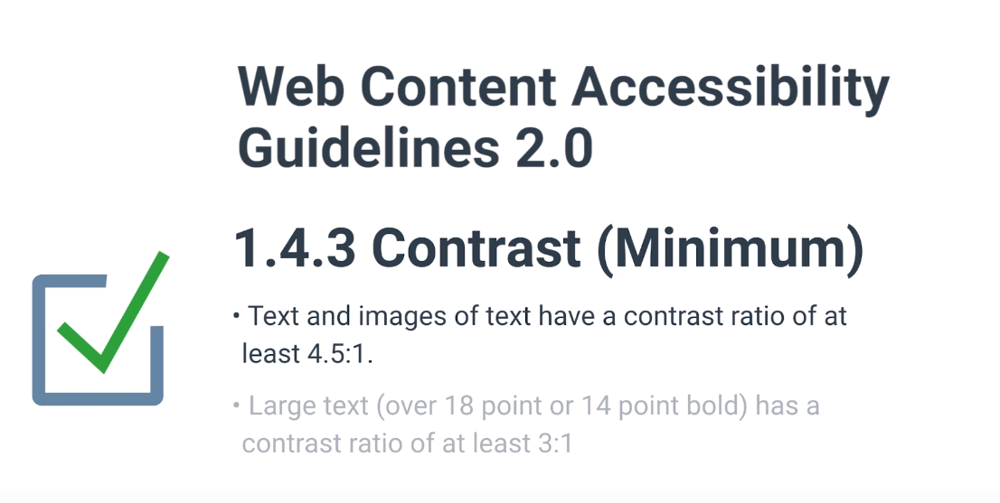 Web Content Accessibility
Guidelines 2.0
1.4.3 Contrast (Minimum)
• Text and images of text have a contrast ratio of at
least 4.5:1.
• Large text (over 18 point or 14 point bold) has a
contrast ratio of at least 3:1